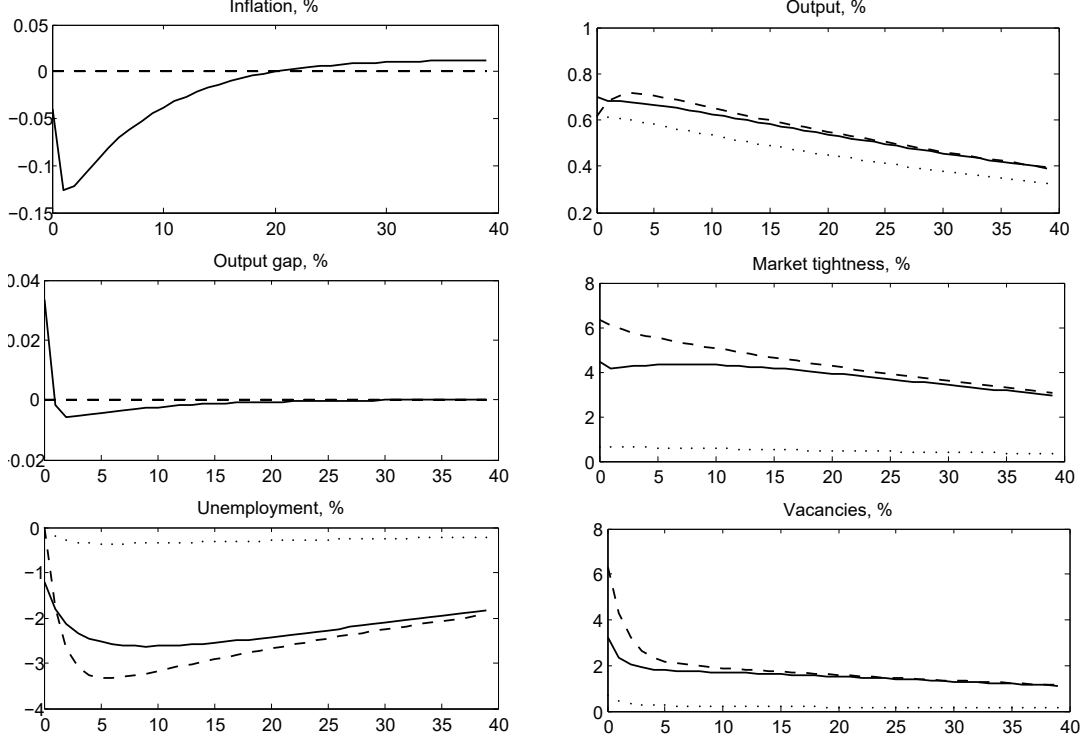 Inflation, %
0.05
0
−0.05
−0.1
−0.15
0 10 20 30 40
Output, %
1
0.8
0.6
0.4
0.2
0 5 10 15 20 25 30 35 40
Output gap, %
0.04
0.02
0
-0.02
0 5 10 15 20 25 30 35 40
Market tightness, %
8
6
4
2
0
0 5 10 15 20 25 30 35 40
Unemployment, %
0
−1
−2
−3
−4
0 5 10 15 20 25 30 35 40
Vacancies, %
8
6
4
2
0
0 5 10 15 20 25 30 35 40